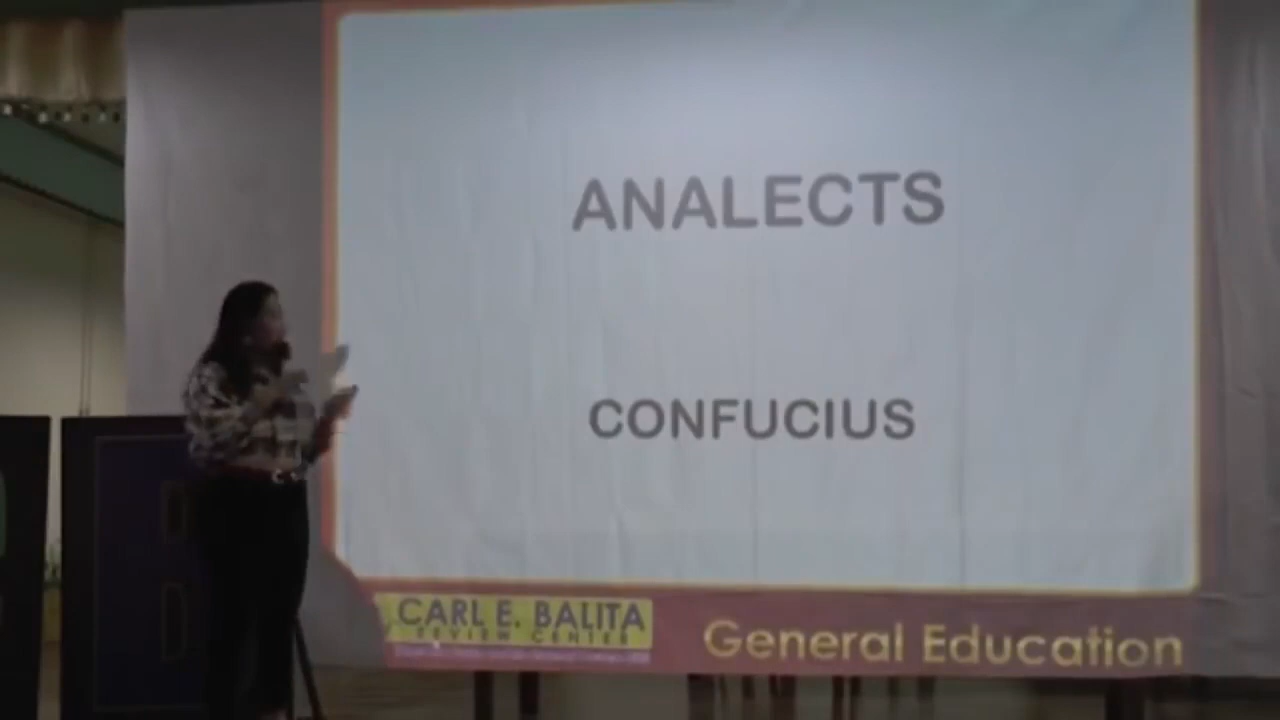 ANALECTS
CONFUCIUS
CARL E. BALITA
REVIEW CENTER
General Education